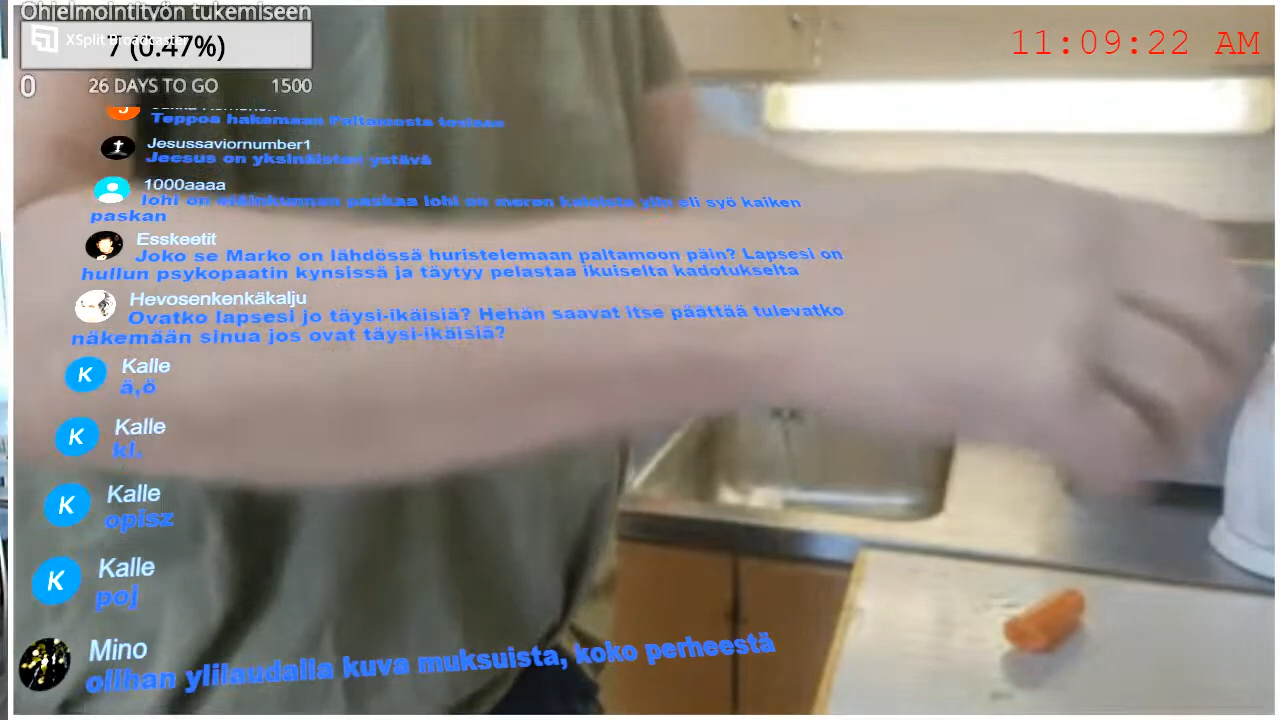 Ohjelmointityön tukemiseen
XSplit Broadcaster
7 (0.47%)
11:09:22 AM
0 26 DAYS TO GO 1500
Teppoa hakemaan Paltamosta
Jesussaviornumber1
Jeesus on yksinäisten ystävä
1000aaaa
lohi on eläinkunnan paskaa lohi on meren kaloista ylin eli syö kaiken
paskan
Esskeetit
Joko se Marko on lähdössä huristelemaan paltamoon päin? Lapsesi on
hullun psykopaatin kynsissä ja täytyy pelastaa ikuiselta kadotukselta
Hevosenkenkäkalju
Ovatko lapsesi jo täysi-ikäisiä? Hehän saavat itse päättää tulevatko
näkemään sinua jos ovat täysi-ikäisiä?
K Kalle
ä,ö
K Kalle
kl,
K Kalle
opisz
K Kalle
poj
Mino
ollhan ylilaudalla kuva muksuista, koko perheestä